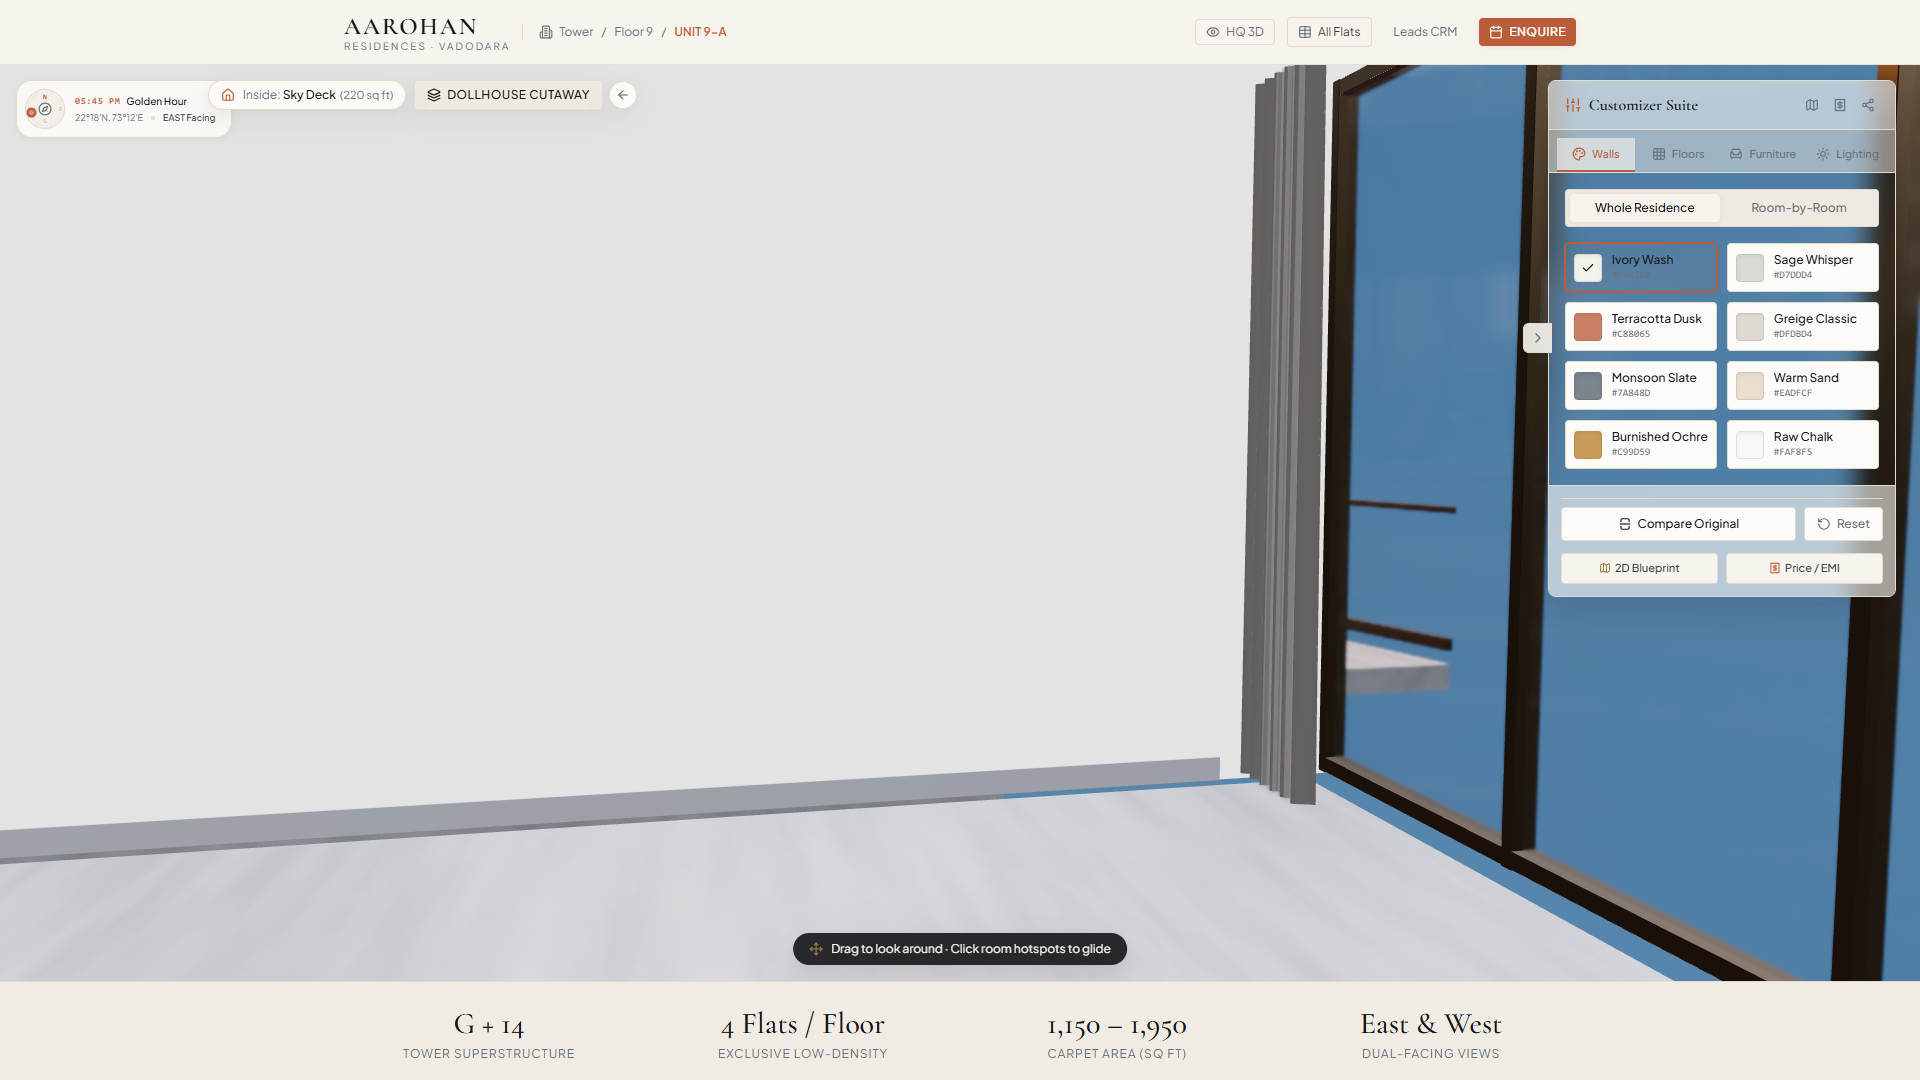 AAROHAN
RESIDENCES · VADODARA
Tower / Floor 9 / UNIT 9-A
HQ 3D
All Flats
Leads CRM
ENQUIRE
N
S
05:45 PM Golden Hour
22°18'N, 73°12'E • EAST Facing
Inside: Sky Deck (220 sq ft)
DOLLHOUSE CUTAWAY
Customizer Suite
Walls
Floors
Furniture
Lighting
Whole Residence
Room-by-Room
Ivory Wash
Sage Whisper
#D7DDD4
Terracotta Dusk
#C88065
Greige Classic
#DFDBD4
Monsoon Slate
#7A848D
Warm Sand
#EADFCF
Burnished Ochre
#C99D59
Raw Chalk
#FAF8F5
Compare Original
Reset
2D Blueprint
Price / EMI
Drag to look around · Click room hotspots to glide
G + 14
TOWER SUPERSTRUCTURE
4 Flats / Floor
EXCLUSIVE LOW-DENSITY
1,150 – 1,950
CARPET AREA (SQ FT)
East & West
DUAL-FACING VIEWS